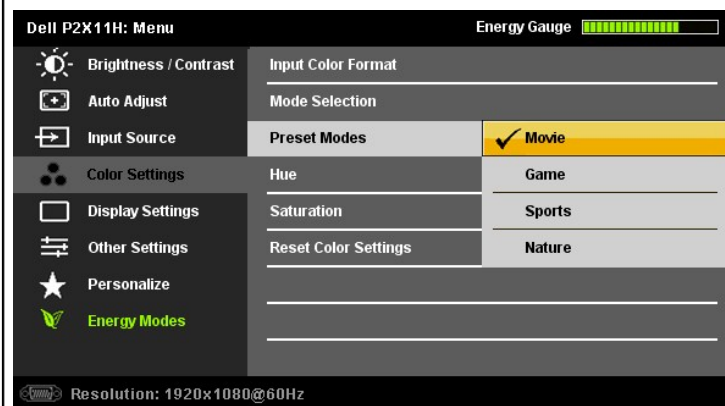 Dell P2X11H: Menu Energy Gauge
Brightness / Contrast Input Color Format
Auto Adjust Mode Selection
Input Source Preset Modes Movie
Color Settings Hue Game
Display Settings Saturation Sports
Other Settings Reset Color Settings Nature
Personalize
Energy Modes
Resolution: 1920x1080@60Hz